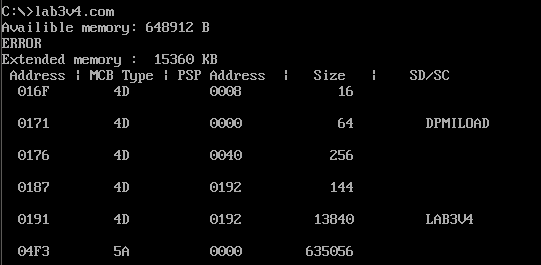 C:\>lab3v4.com
Availible memory: 648912 B
ERROR
Extended memory :  15360 KB
 Address | MCB Type | PSP Address  |   Size   |    SD/SC
  016F       4D         0008            16
  0171       4D         0000            64         DPMILOAD
  0176       4D         0040           256
  0187       4D         0192           144
  0191       4D         0192         13840         LAB3V4
  04F3       5A         0000        635056